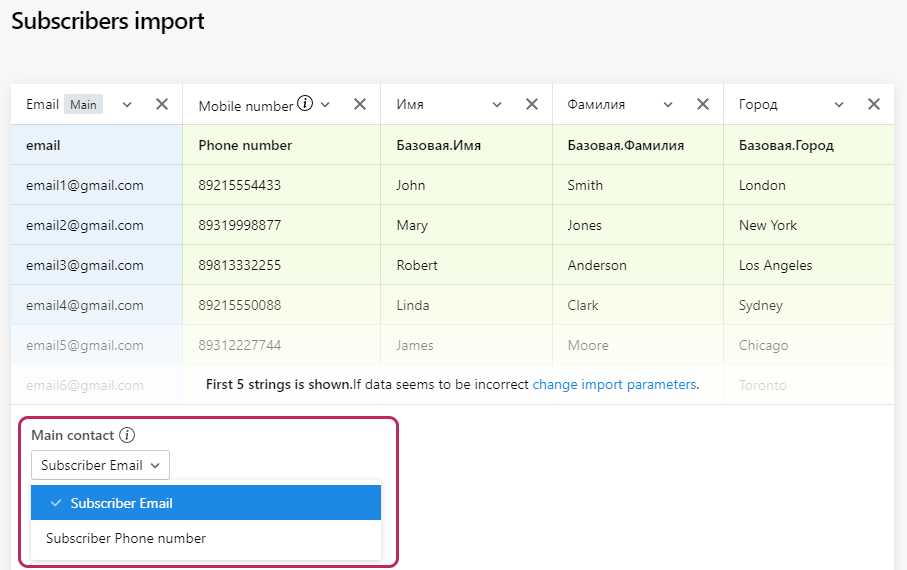 Subscribers import
Email Main Mobile number Имя Фамилия Город
email Phone number Базовая.Имя Базовая.Фамилия Базовая.Город
email1@gmail.com 89215554433 John Smith London
email2@gmail.com 89319998877 Mary Jones New York
email3@gmail.com 89813332255 Robert Anderson Los Angeles
email4@gmail.com 89215550088 Linda Clark Sydney
email5@gmail.com 89312227744 James Moore Chicago
email6@gmail.com First 5 strings is shown.If data seems to be incorrect change import parameters. Toronto
Main contact
Subscriber Email
Subscriber Email
Subscriber Phone number